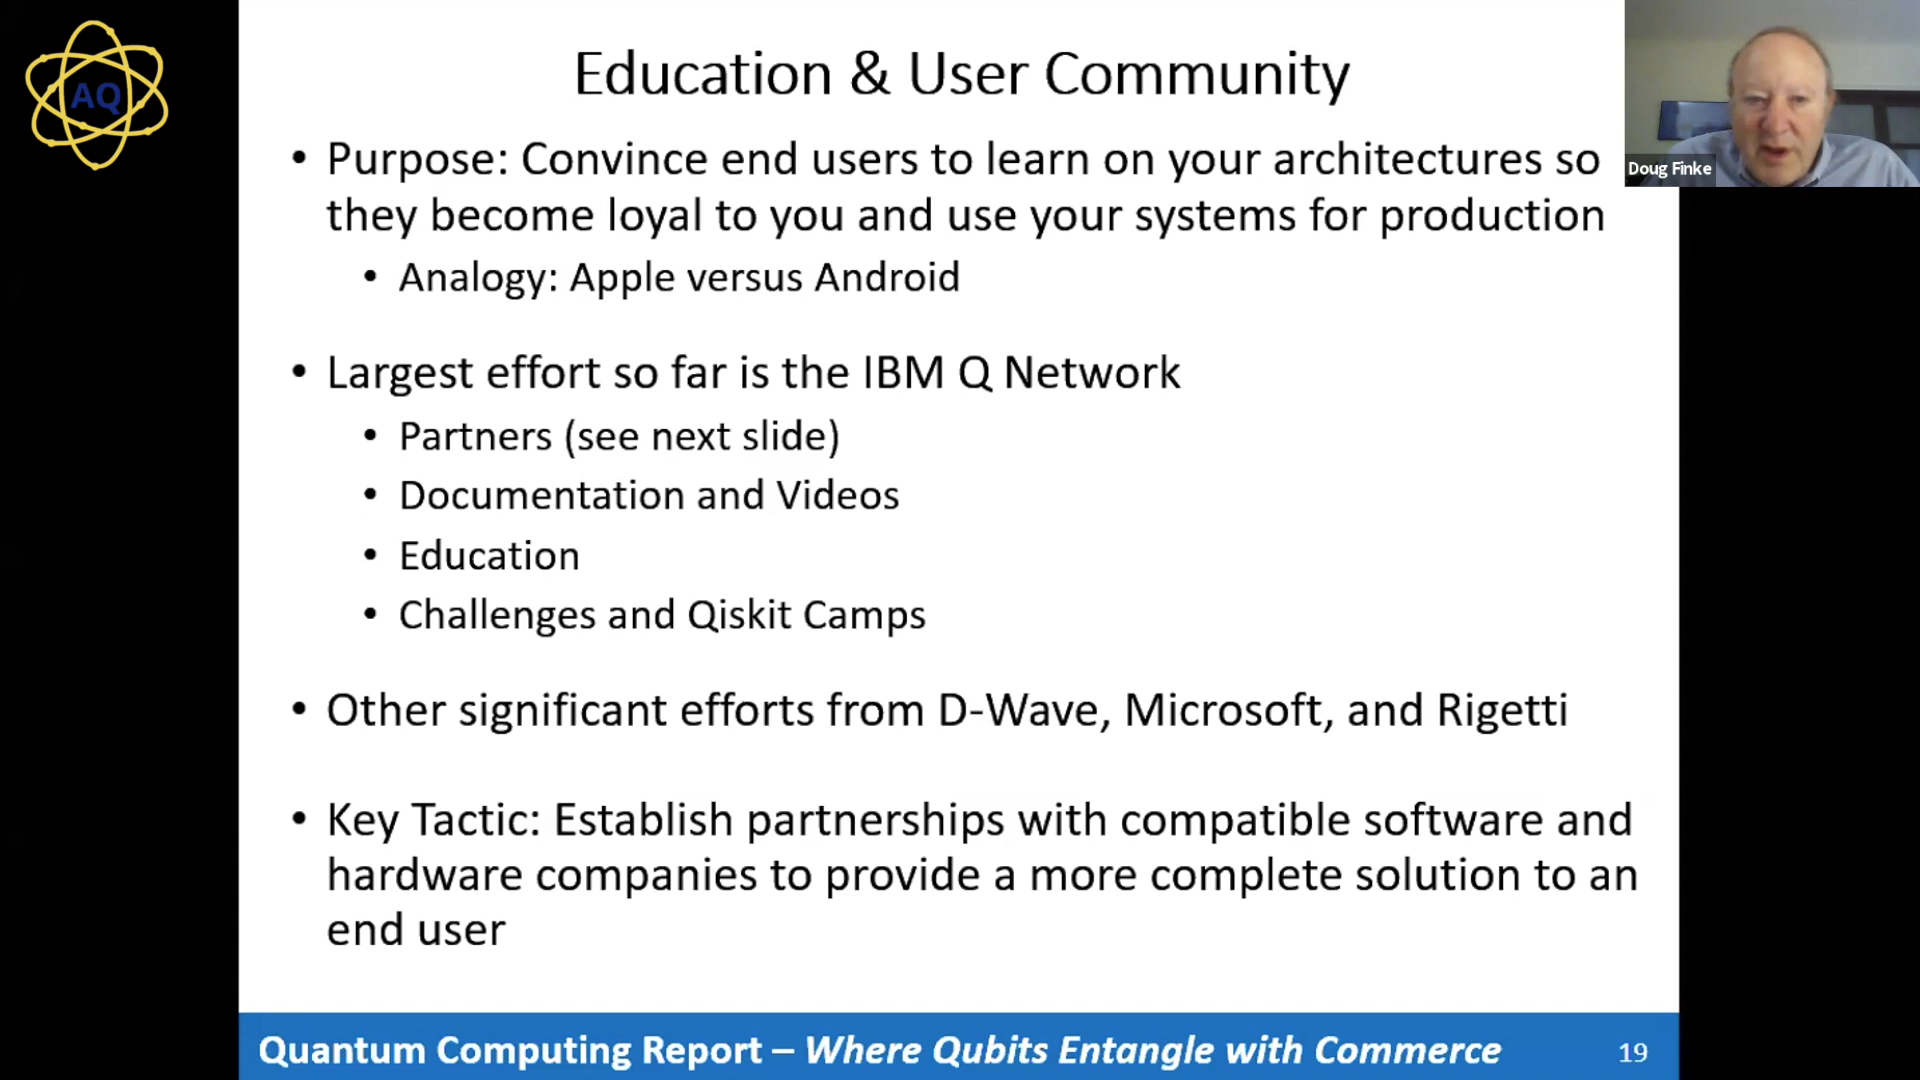 AQ
Education & User Community
Doug Finke
• Purpose: Convince end users to learn on your architectures so
they become loyal to you and use your systems for production
• Analogy: Apple versus Android
• Largest effort so far is the IBM Q Network
• Partners (see next slide)
• Documentation and Videos
• Education
• Challenges and Qiskit Camps
• Other significant efforts from D-Wave, Microsoft, and Rigetti
• Key Tactic: Establish partnerships with compatible software and
hardware companies to provide a more complete solution to an
end user
Quantum Computing Report – Where Qubits Entangle with Commerce
19